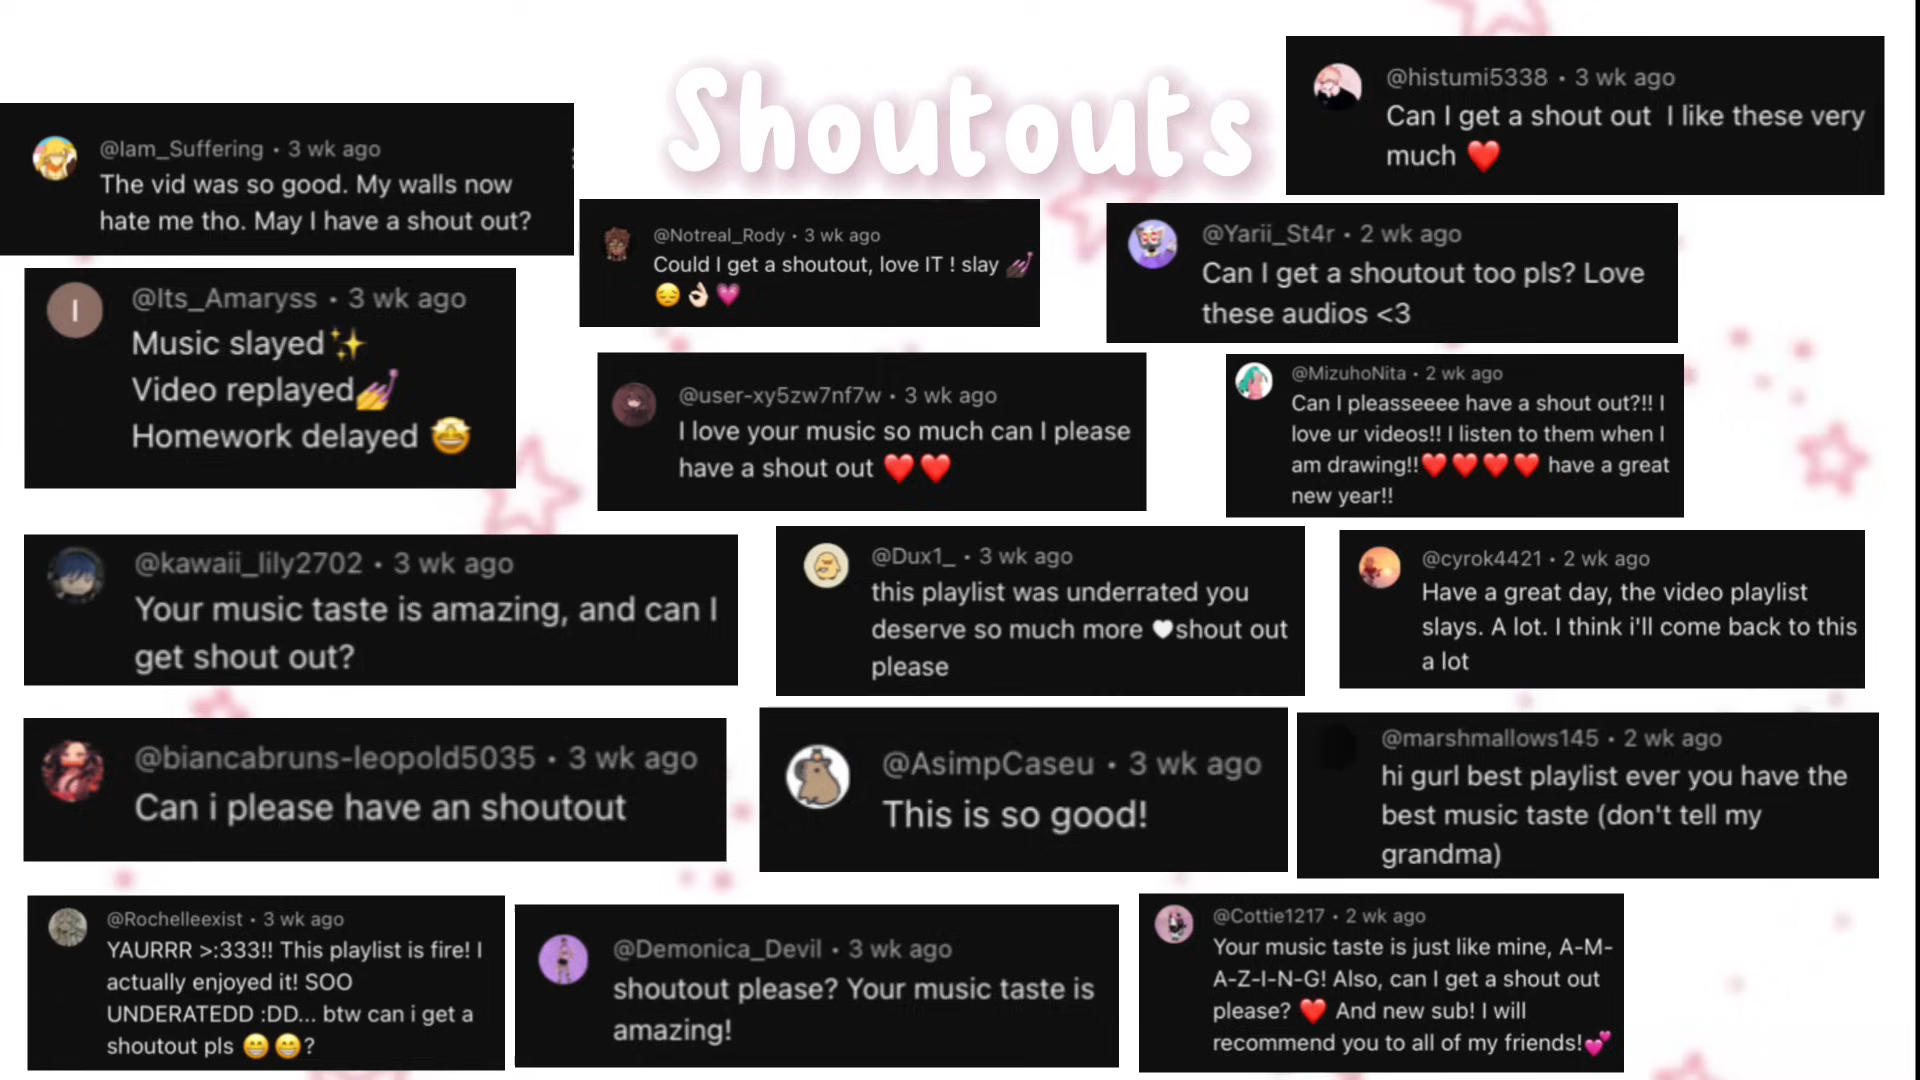 Shoutouts
@Iam_Suffering • 3 wk ago
The vid was so good. My walls now
hate me tho. May I have a shout out?
@histumi5338 • 3 wk ago
Can I get a shout out I like these very
much ❤️
@Notreal_Rody • 3 wk ago
Could I get a shoutout, love IT ! slay 💅🏿
😔👌🏻💗
@Yarii_St4r • 2 wk ago
Can I get a shoutout too pls? Love
these audios <3
I
@Its_Amaryss • 3 wk ago
Music slayed✨
Video replayed💅
Homework delayed 🤩
@user-xy5zw7nf7w • 3 wk ago
I love your music so much can I please
have a shout out ❤️❤️
@MizuhoNita • 2 wk ago
Can I pleasseeee have a shout out?!! I
love ur videos!! I listen to them when I
am drawing!!❤️❤️❤️❤️ have a great
new year!!
@kawaii_lily2702 • 3 wk ago
Your music taste is amazing, and can I
get shout out?
@Dux1_ • 3 wk ago
this playlist was underrated you
deserve so much more 🤍shout out
please
@cyrok4421 • 2 wk ago
Have a great day, the video playlist
slays. A lot. I think i'll come back to this
a lot
@biancabruns-leopold5035 • 3 wk ago
Can i please have an shoutout
@AsimpCaseu • 3 wk ago
This is so good!
@marshmallows145 • 2 wk ago
hi gurl best playlist ever you have the
best music taste (don't tell my
grandma)
@Rochelleexist • 3 wk ago
YAURRR >:333!! This playlist is fire! I
actually enjoyed it! SOO
UNDERATEDD :DD... btw can i get a
shoutout pls 😁😁?
@Demonica_Devil • 3 wk ago
shoutout please? Your music taste is
amazing!
@Cottie1217 • 2 wk ago
Your music taste is just like mine, A-M-
A-Z-I-N-G! Also, can I get a shout out
please? ❤️ And new sub! I will
recommend you to all of my friends!💕